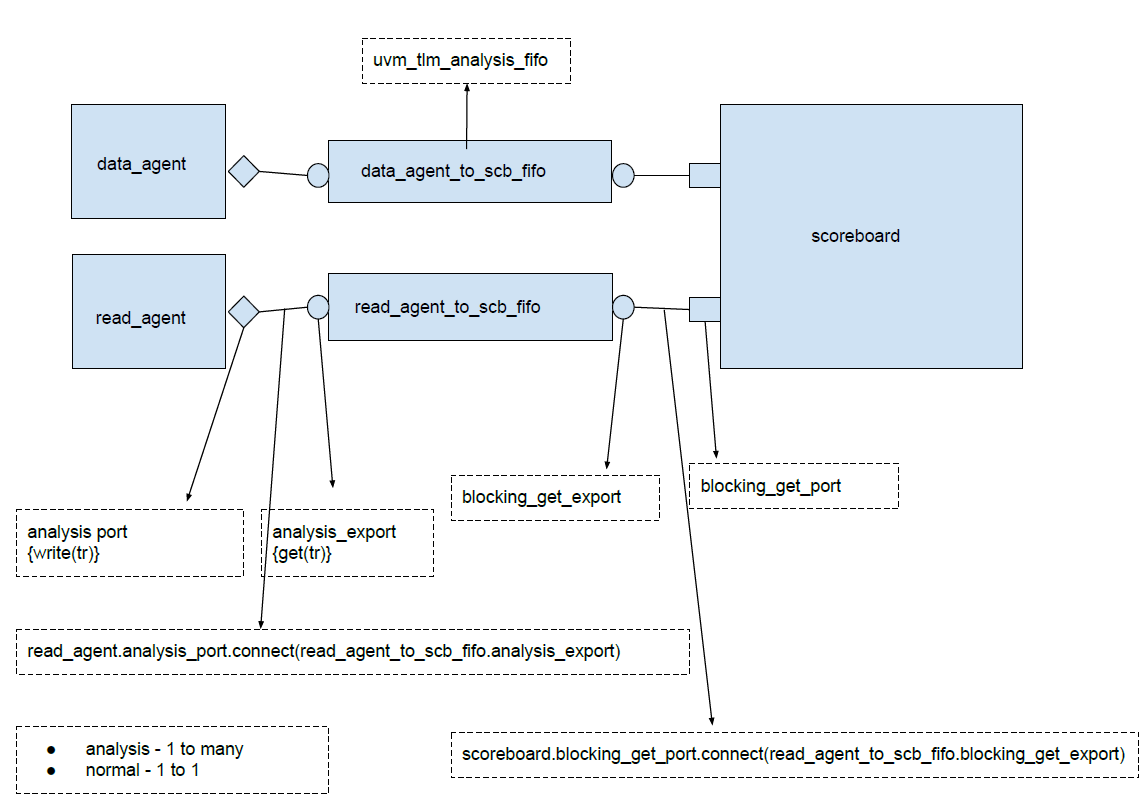 uvm_tlm_analysis_fifo
data_agent
data_agent_to_scb_fifo
scoreboard
read_agent
read_agent_to_scb_fifo
blocking_get_export
blocking_get_port
analysis port
{write(tr)}
analysis_export
{get(tr)}
read_agent.analysis_port.connect(read_agent_to_scb_fifo.analysis_export)
● analysis - 1 to many
● normal - 1 to 1
scoreboard.blocking_get_port.connect(read_agent_to_scb_fifo.blocking_get_export)